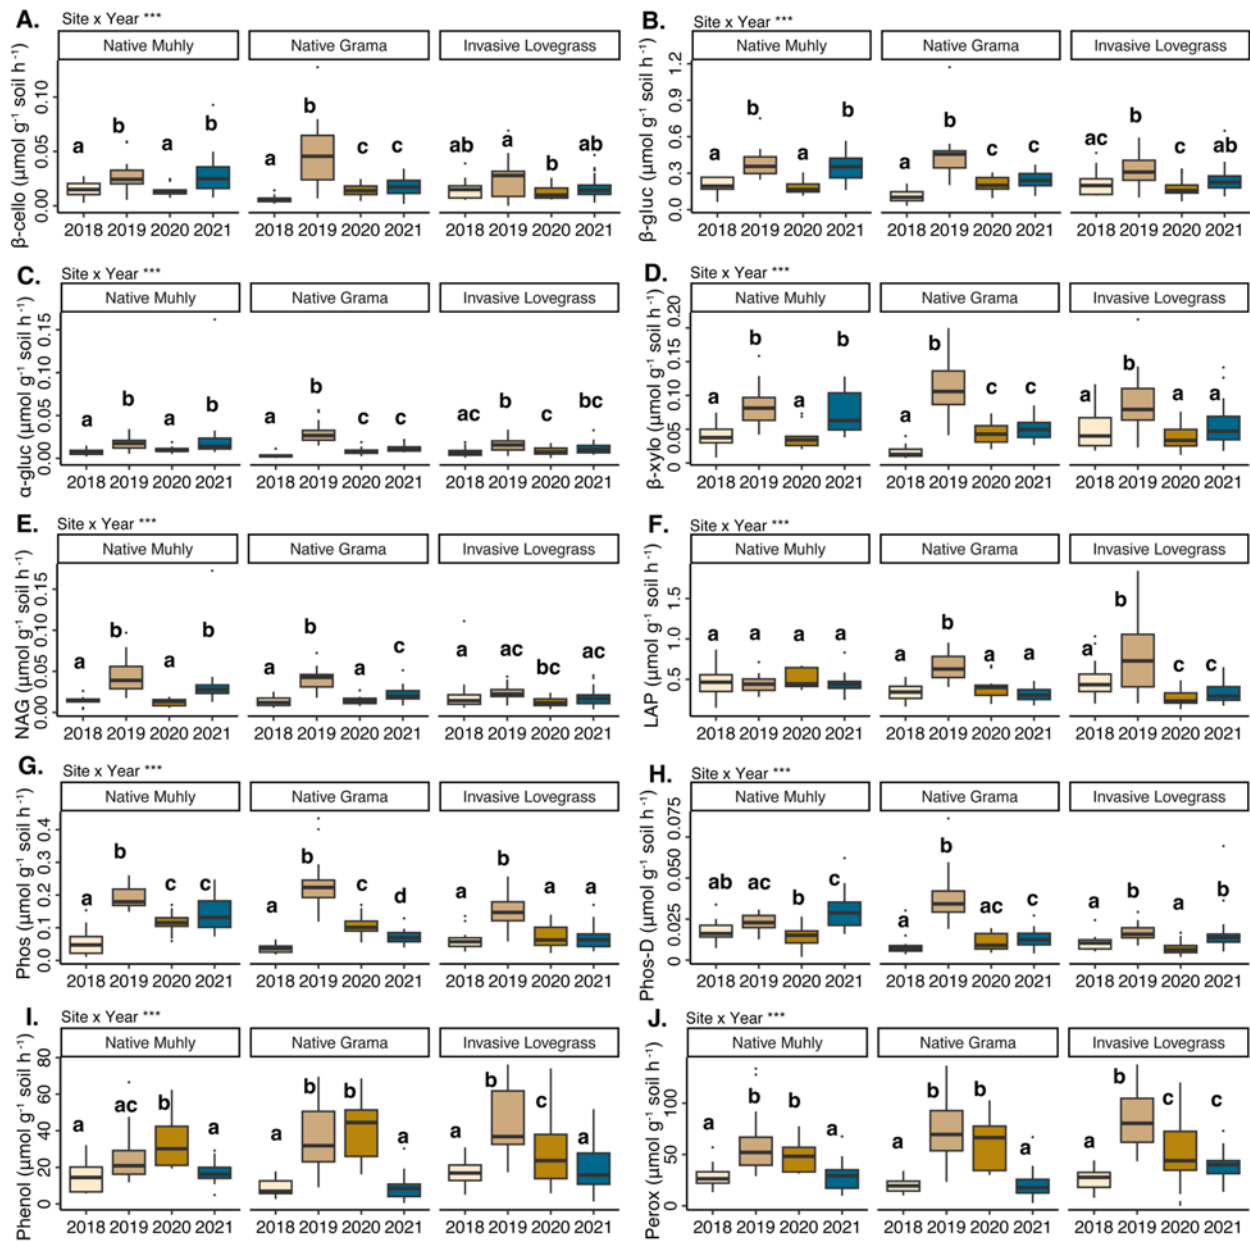 A. Site x Year ***
Native Muhly Native Grama Invasive Lovegrass
β-cello (μmol g⁻¹ soil h⁻¹)
0.10
0.05
0.00
a b a b a b c c ab a b ab
2018 2019 2020 2021 2018 2019 2020 2021 2018 2019 2020 2021
B. Site x Year ***
Native Muhly Native Grama Invasive Lovegrass
β-gluc (μmol g⁻¹ soil h⁻¹)
1.2
0.9
0.6
0.3
0.0
a b a b a b c c ac b c ab
2018 2019 2020 2021 2018 2019 2020 2021 2018 2019 2020 2021
C. Site x Year ***
Native Muhly Native Grama Invasive Lovegrass
α-gluc (μmol g⁻¹ soil h⁻¹)
0.15
0.10
0.05
0.00
a b a b a b c c ac b c bc
2018 2019 2020 2021 2018 2019 2020 2021 2018 2019 2020 2021
D. Site x Year ***
Native Muhly Native Grama Invasive Lovegrass
β-xylo (μmol g⁻¹ soil h⁻¹)
0.20
0.15
0.10
0.05
0
a b a b a b c c a b a a
2018 2019 2020 2021 2018 2019 2020 2021 2018 2019 2020 2021
E. Site x Year ***
Native Muhly Native Grama Invasive Lovegrass
NAG (μmol g⁻¹ soil h⁻¹)
0.15
0.10
0.05
0.00
a b a b a b a c a ac bc ac
2018 2019 2020 2021 2018 2019 2020 2021 2018 2019 2020 2021
F. Site x Year ***
Native Muhly Native Grama Invasive Lovegrass
LAP (μmol g⁻¹ soil h⁻¹)
1.5
1.0
0.5
a a a a a b a a a b c c
2018 2019 2020 2021 2018 2019 2020 2021 2018 2019 2020 2021
G. Site x Year ***
Native Muhly Native Grama Invasive Lovegrass
Phos (μmol g⁻¹ soil h⁻¹)
0.4
0.3
0.2
0.1
0.0
a b c c a b c d a b a a
2018 2019 2020 2021 2018 2019 2020 2021 2018 2019 2020 2021
H. Site x Year ***
Native Muhly Native Grama Invasive Lovegrass
Phos-D (μmol g⁻¹ soil h⁻¹)
0.075
0.050
0.025
0
ab ac b c a b ac c a b a b
2018 2019 2020 2021 2018 2019 2020 2021 2018 2019 2020 2021
I. Site x Year ***
Native Muhly Native Grama Invasive Lovegrass
Phenol (μmol g⁻¹ soil h⁻¹)
80
60
40
20
0
a ac b a a b b a a b c a
2018 2019 2020 2021 2018 2019 2020 2021 2018 2019 2020 2021
J. Site x Year ***
Native Muhly Native Grama Invasive Lovegrass
Perox (μmol g⁻¹ soil h⁻¹)
100
50
0
a b b a a b b a a b c c
2018 2019 2020 2021 2018 2019 2020 2021 2018 2019 2020 2021